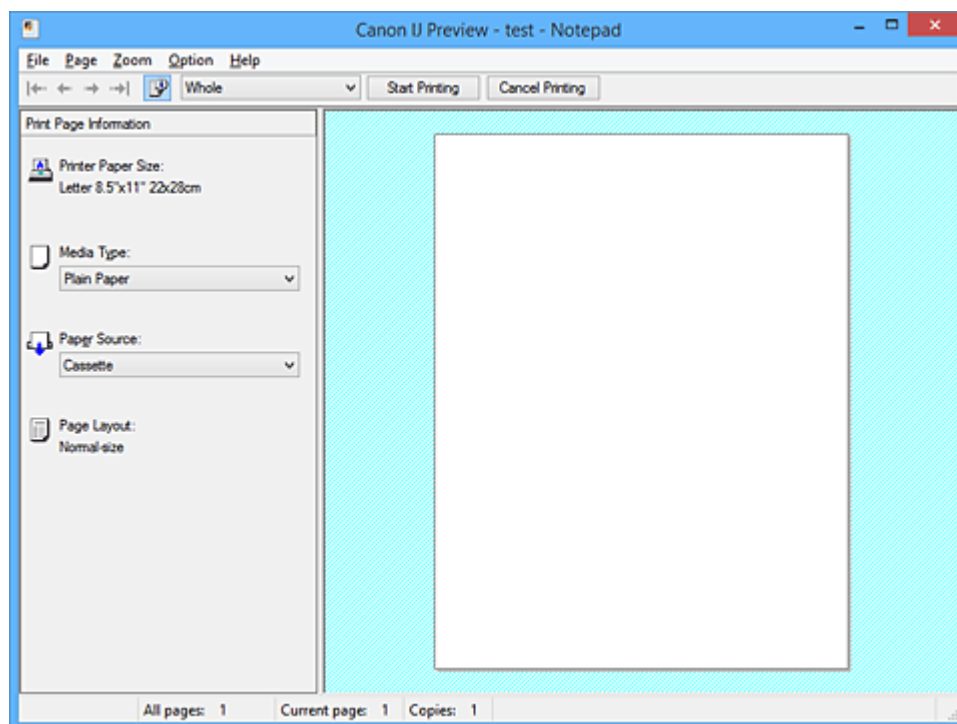 Canon IJ Preview - test - Notepad
File Page Zoom Option Help
Whole Start Printing Cancel Printing
Print Page Information
Printer Paper Size:
Letter 8.5"x11" 22x28cm
Media Type:
Plain Paper
Paper Source:
Cassette
Page Layout:
Normal-size
All pages: 1 Current page: 1 Copies: 1